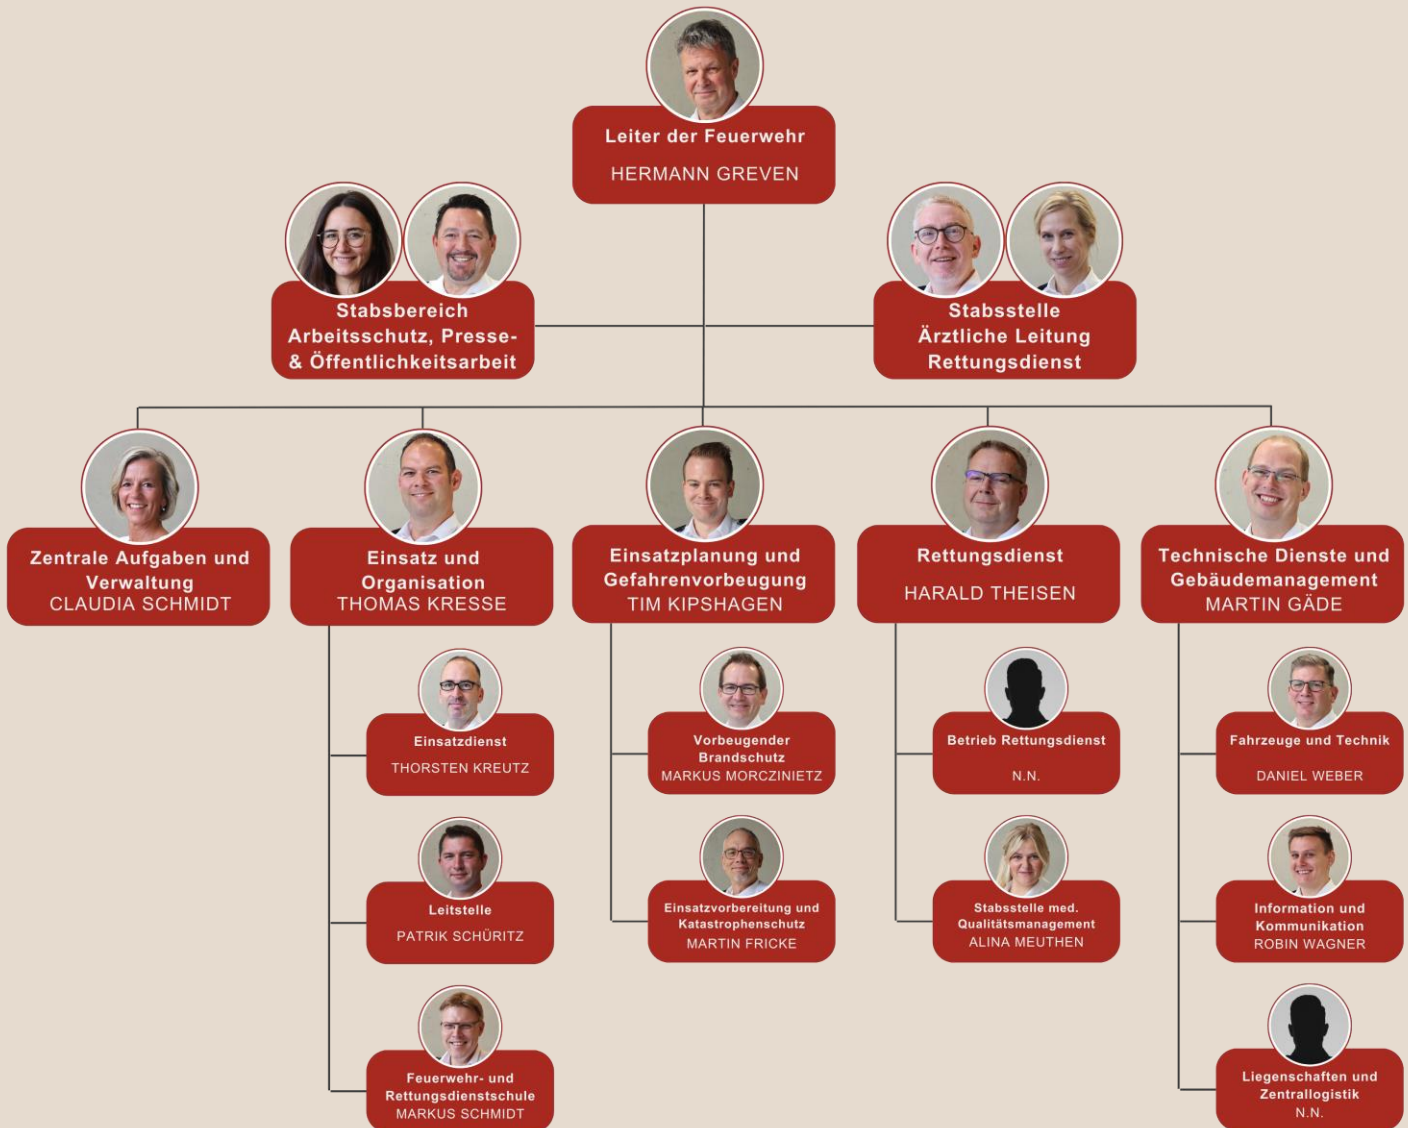 Leiter der Feuerwehr
HERMANN GREVEN
Stabsbereich
Arbeitsschutz, Presse-
& Öffentlichkeitsarbeit
Stabsstelle
Ärztliche Leitung
Rettungsdienst
Zentrale Aufgaben und
Verwaltung
CLAUDIA SCHMIDT
Einsatz und
Organisation
THOMAS KRESSE
Einsatzplanung und
Gefahrenvorbeugung
TIM KIPSHAGEN
Rettungsdienst
HARALD THEISEN
Technische Dienste und
Gebäudemanagement
MARTIN GÄDE
Einsatzdienst
THORSTEN KREUTZ
Vorbeugender
Brandschutz
MARKUS MORCZINIETZ
Betrieb Rettungsdienst
N.N.
Fahrzeuge und Technik
DANIEL WEBER
Leitstelle
PATRIK SCHÜRITZ
Einsatzvorbereitung und
Katastrophenschutz
MARTIN FRICKE
Stabsstelle med.
Qualitätsmanagement
ALINA MEUTHEN
Information und
Kommunikation
ROBIN WAGNER
Feuerwehr- und
Rettungsdienstschule
MARKUS SCHMIDT
Liegenschaften und
Zentrallogistik
N.N.